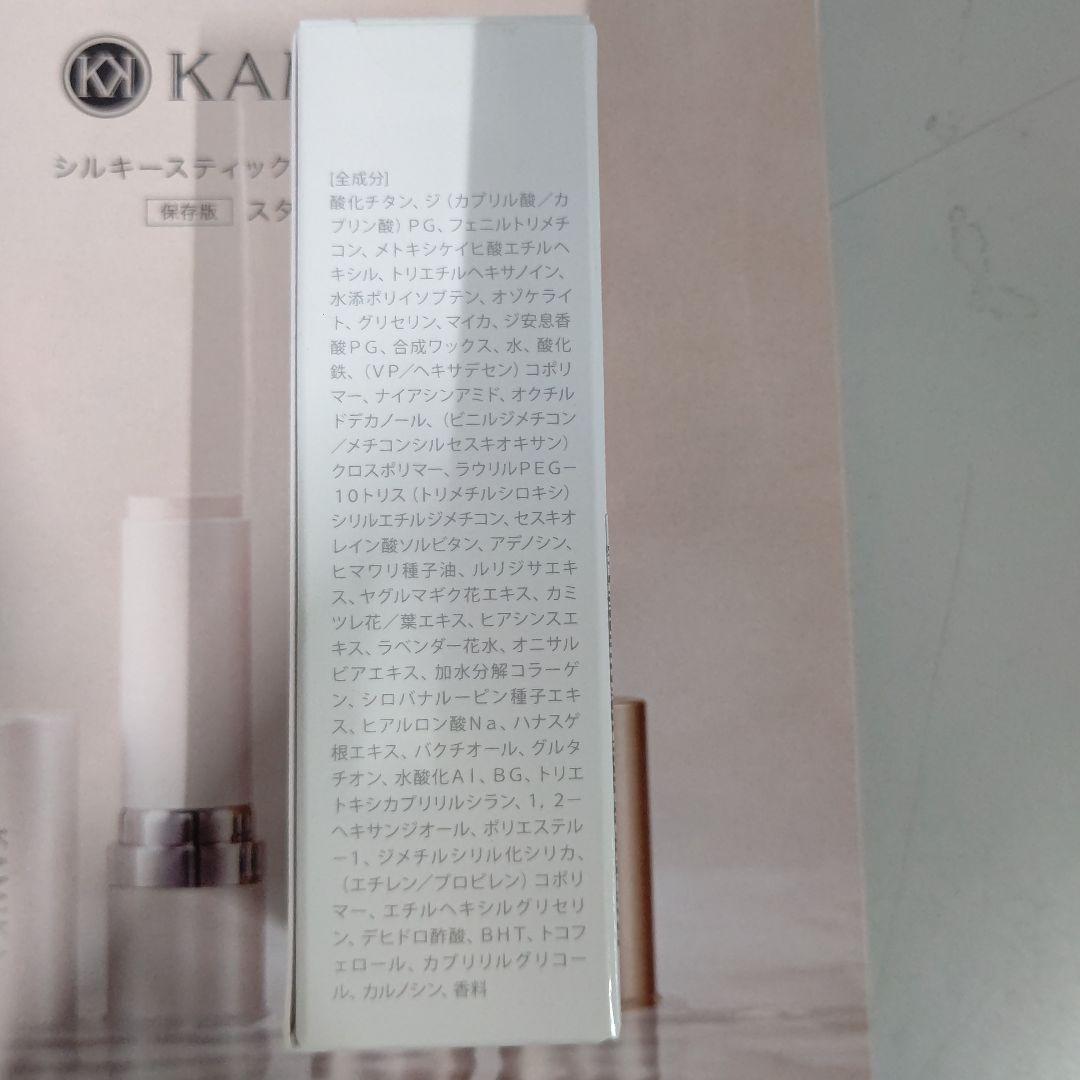 KK KAM
シルキースティック
保存版 スタ
[全成分]
酸化チタン、ジ(カプリル酸/カ
プリン酸)PG、フェニルトリメチ
コン、メトキシケイヒ酸エチルヘ
キシル、トリエチルヘキサノイン、
水添ポリイソブテン、オゾケライ
ト、グリセリン、マイカ、ジ安息香
酸PG、合成ワックス、水、酸化
鉄、(VP/ヘキサデセン)コポリ
マー、ナイアシンアミド、オクチル
ドデカノール、(ビニルジメチコン
/メチコンシルセスキオキサン)
クロスポリマー、ラウリルPEG-
10トリス(トリメチルシロキシ)
シリルエチルジメチコン、セスキオ
レイン酸ソルビタン、アデノシン、
ヒマワリ種子油、ルリジサエキ
ス、ヤグルマギク花エキス、カミ
ツレ花/葉エキス、ヒアシンスエ
キス、ラベンダー花水、オニサル
ビアエキス、加水分解コラーゲ
ン、シロバナルーピン種子エキ
ス、ヒアルロン酸Na、ハナスゲ
根エキス、バクチオール、グルタ
チオン、水酸化Al、BG、トリエ
トキシカプリリルシラン、1,2-
ヘキサンジオール、ポリエステル
-1、ジメチルシリル化シリカ、
(エチレン/プロピレン)コポリ
マー、エチルヘキシルグリセリ
ン、デヒドロ酢酸、BHT、トコフ
ェロール、カプリリルグリコー
ル、カルノシン、香料
KAMIKA